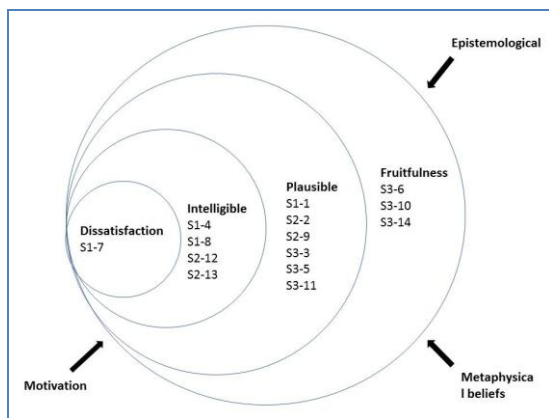 Epistemological
Fruitfulness
S3-6
S3-10
S3-14
Plausible
S1-1
S2-2
S2-9
S3-3
S3-5
S3-11
Intelligible
S1-4
S1-8
S2-12
S2-13
Dissatisfaction
S1-7
Motivation
Metaphysica
l beliefs